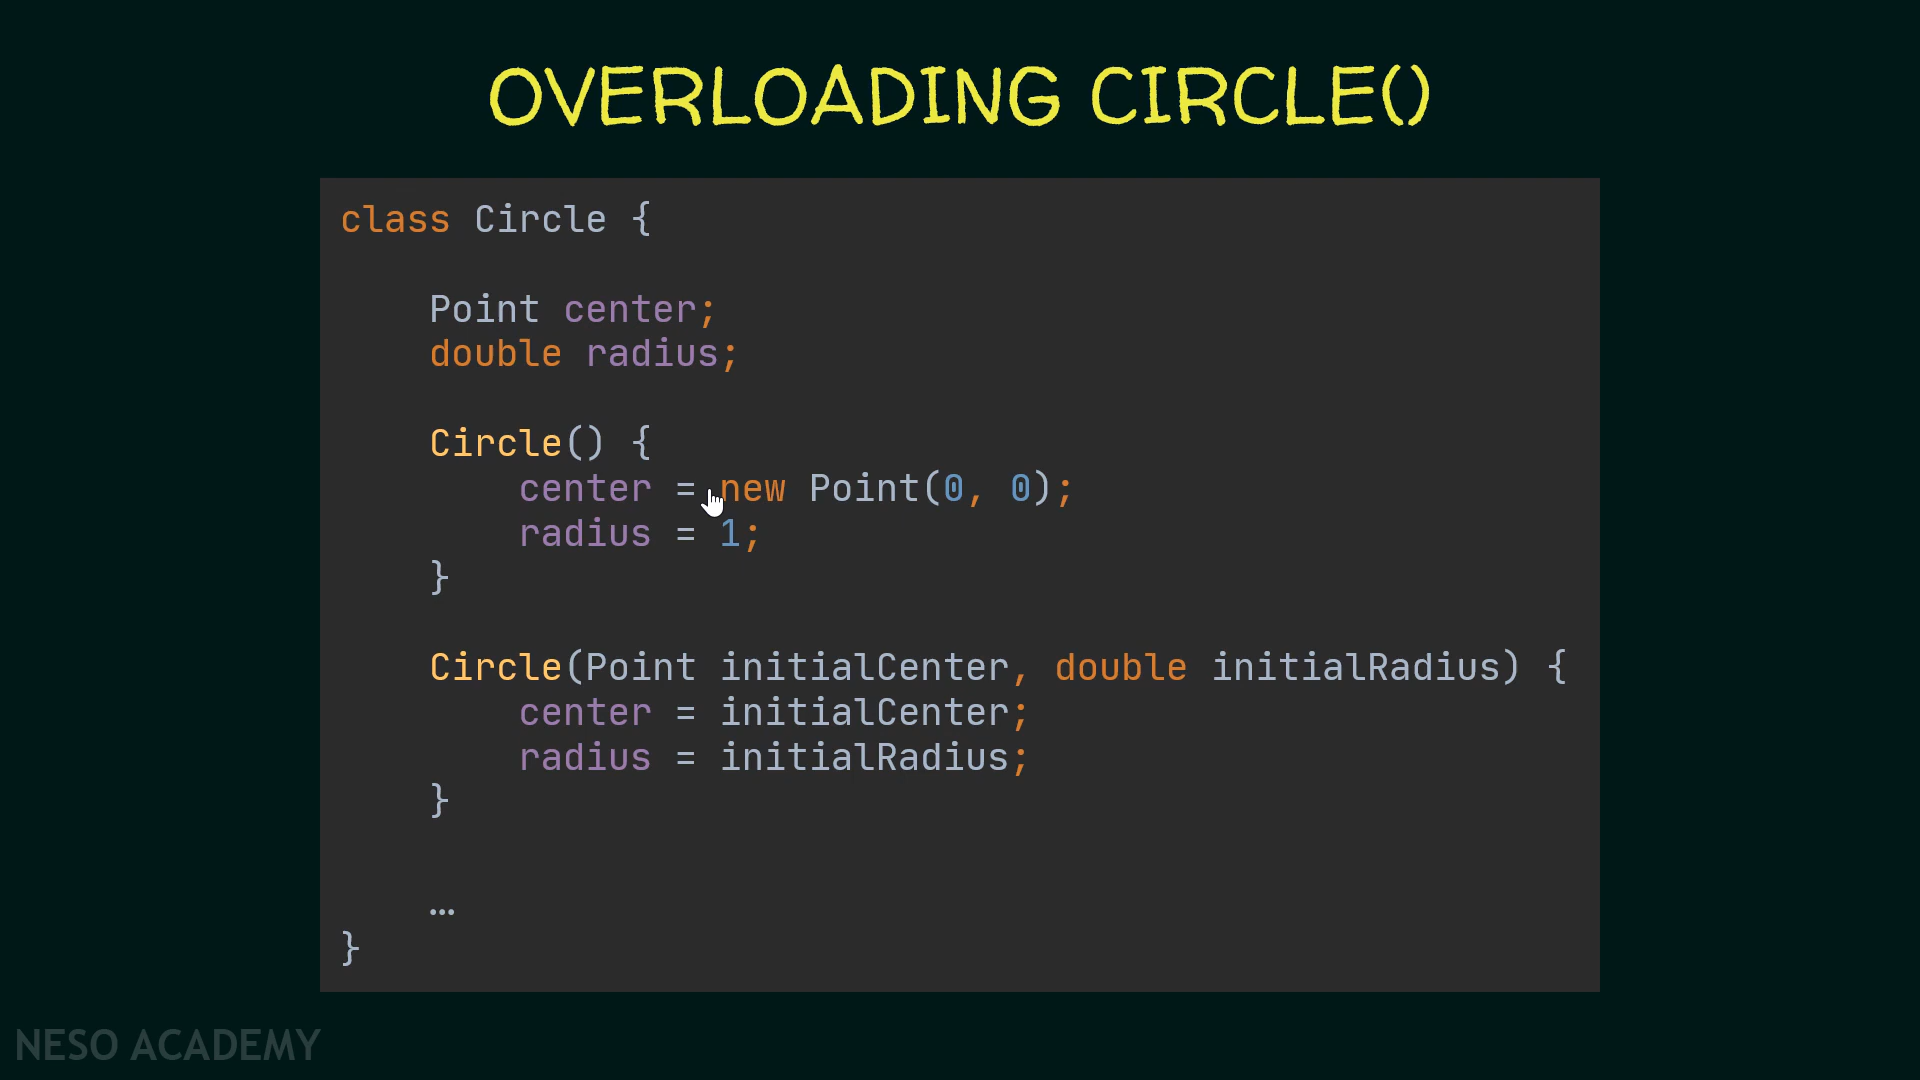 OVERLOADING CIRCLE()
class Circle {
Point center;
double radius;
Circle() {
center = new Point(0, 0);
radius = 1;
}
Circle(Point initialCenter, double initialRadius) {
center = initialCenter;
radius = initialRadius;
}
…
}
NESO ACADEMY